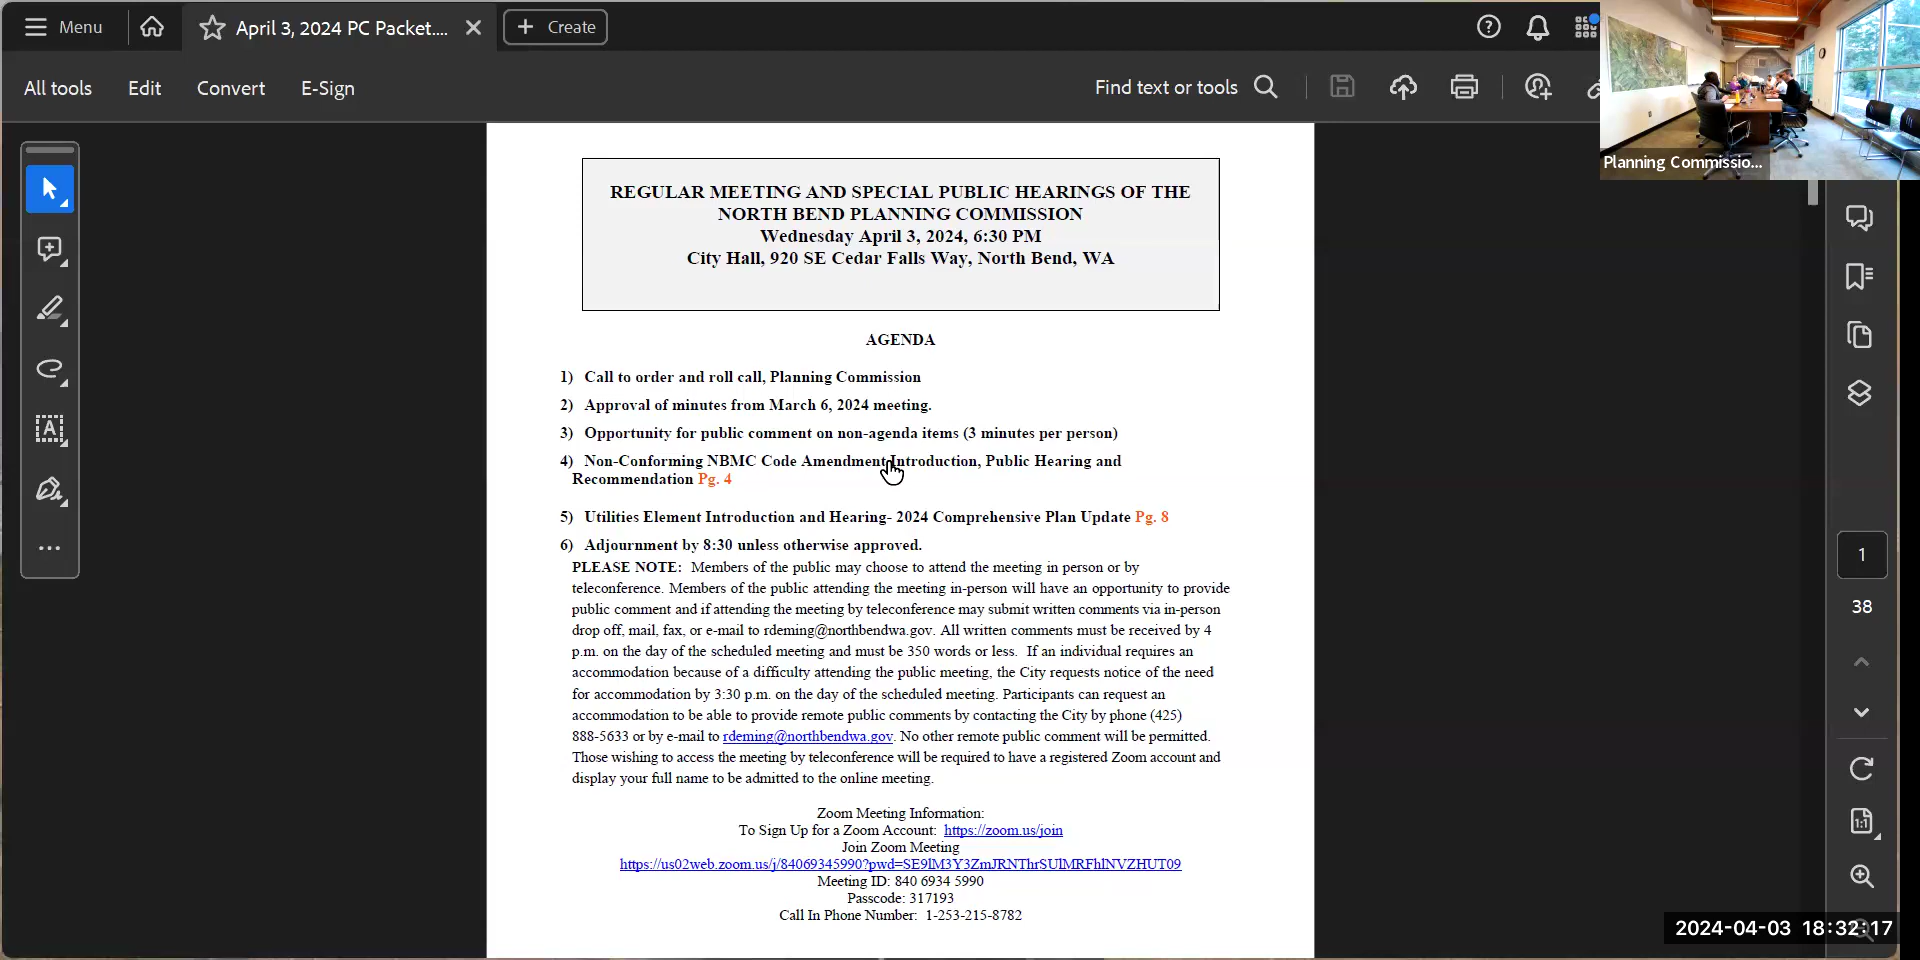 Menu
April 3, 2024 PC Packet....
Create
All tools
Edit
Convert
E-Sign
Find text or tools
Planning Commissio...
REGULAR MEETING AND SPECIAL PUBLIC HEARINGS OF THE
NORTH BEND PLANNING COMMISSION
Wednesday April 3, 2024, 6:30 PM
City Hall, 920 SE Cedar Falls Way, North Bend, WA
AGENDA
1) Call to order and roll call, Planning Commission
2) Approval of minutes from March 6, 2024 meeting.
3) Opportunity for public comment on non-agenda items (3 minutes per person)
4) Non-Conforming NBMC Code Amendment Introduction, Public Hearing and
Recommendation Pg. 4
5) Utilities Element Introduction and Hearing- 2024 Comprehensive Plan Update Pg. 8
6) Adjournment by 8:30 unless otherwise approved.
PLEASE NOTE: Members of the public may choose to attend the meeting in person or by
teleconference. Members of the public attending the meeting in-person will have an opportunity to provide
public comment and if attending the meeting by teleconference may submit written comments via in-person
drop off, mail, fax, or e-mail to rdeming@northbendwa.gov. All written comments must be received by 4
p.m. on the day of the scheduled meeting and must be 350 words or less. If an individual requires an
accommodation because of a difficulty attending the public meeting, the City requests notice of the need
for accommodation by 3:30 p.m. on the day of the scheduled meeting. Participants can request an
accommodation to be able to provide remote public comments by contacting the City by phone (425)
888-5633 or by e-mail to rdeming@northbendwa.gov. No other remote public comment will be permitted.
Those wishing to access the meeting by teleconference will be required to have a registered Zoom account and
display your full name to be admitted to the online meeting.
Zoom Meeting Information:
To Sign Up for a Zoom Account: https://zoom.us/join
Join Zoom Meeting
https://us02web.zoom.us/j/84069345990?pwd=SE9lM3Y3ZmJRNThrSUlMRFhlNVZHUT09
Meeting ID: 840 6934 5990
Passcode: 317193
Call In Phone Number: 1-253-215-8782
1
38
1:1
2024-04-03 18:32:17